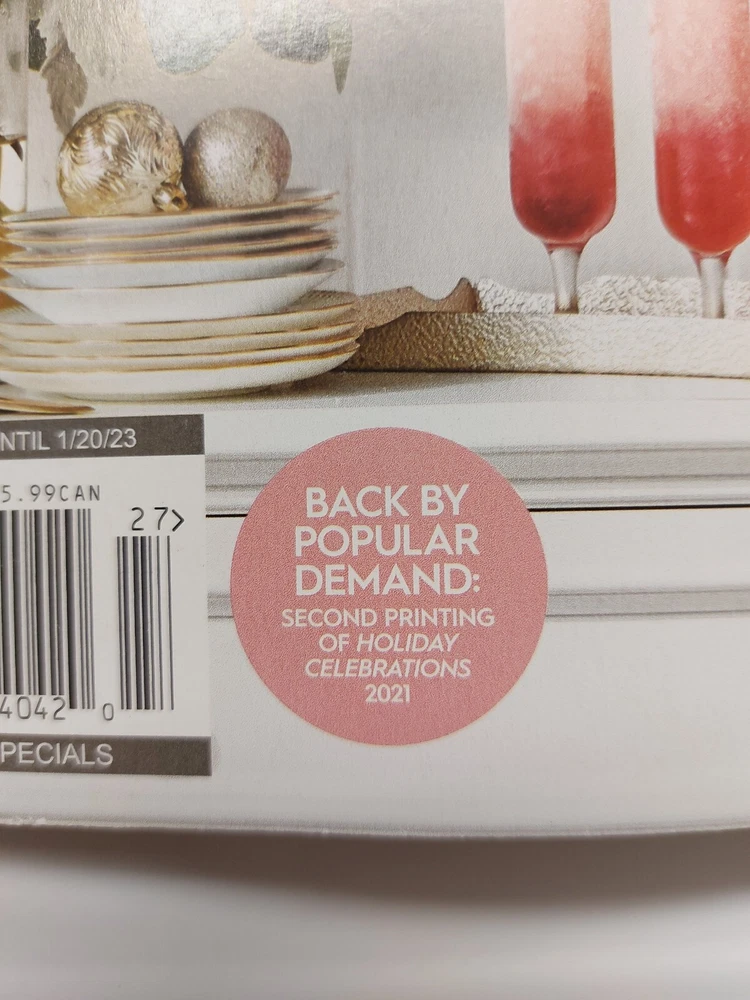 NTIL 1/20/23
5.99CAN
27>
4042 0
PECIALS
BACK BY
POPULAR
DEMAND:
SECOND PRINTING
OF HOLIDAY
CELEBRATIONS
2021